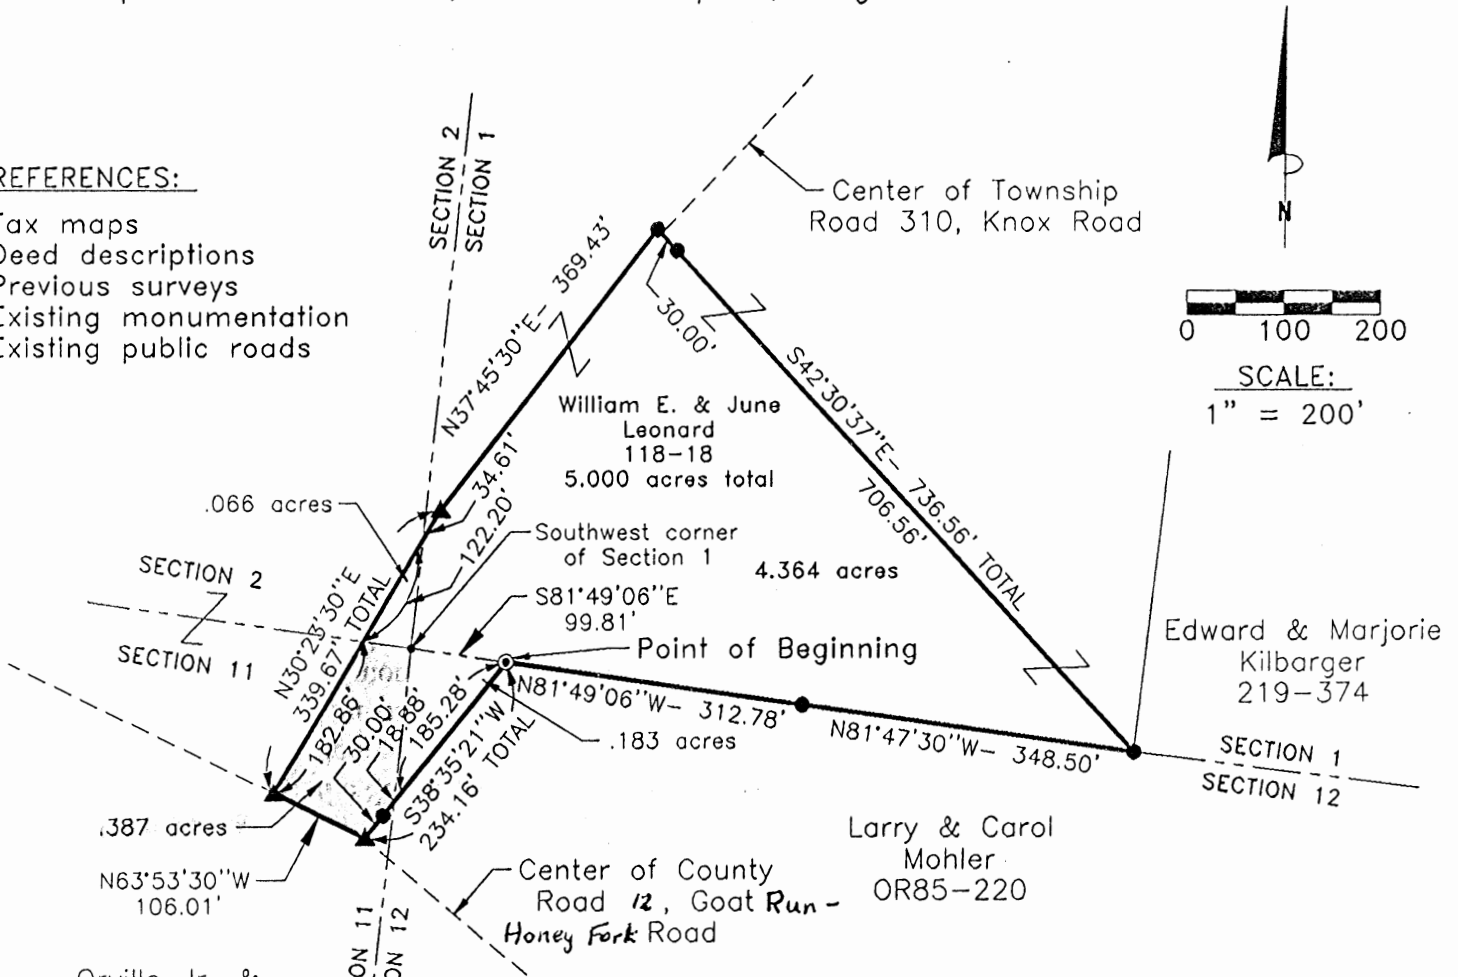 REFERENCES:
Tax maps
Deed descriptions
Previous surveys
Existing monumentation
Existing public roads
SECTION 2
SECTION 1
Center of Township
Road 310, Knox Road
N
0 100 200
SCALE:
1" = 200'
N37°45'30"E- 369.43'
30.00'
S42°30'37"E- 736.56' TOTAL
706.56'
William E. & June
Leonard
118-18
5.000 acres total
34.61'
122.20'
.066 acres
Southwest corner
of Section 1
4.364 acres
SECTION 2
SECTION 11
N30°23'30"E
339.67' TOTAL
S81°49'06"E
99.81'
Point of Beginning
Edward & Marjorie
Kilbarger
219-374
N81°49'06"W- 312.78'
N81°47'30"W- 348.50'
SECTION 1
SECTION 12
182.86'
30.00'
18.88'
185.28'
S38°35'21"W
234.16' TOTAL
.183 acres
.387 acres
N63°53'30"W
106.01'
Larry & Carol
Mohler
OR85-220
Center of County
Road 12, Goat Run-
Honey Fork Road
ON 11
ON 12
Orville Jr. &